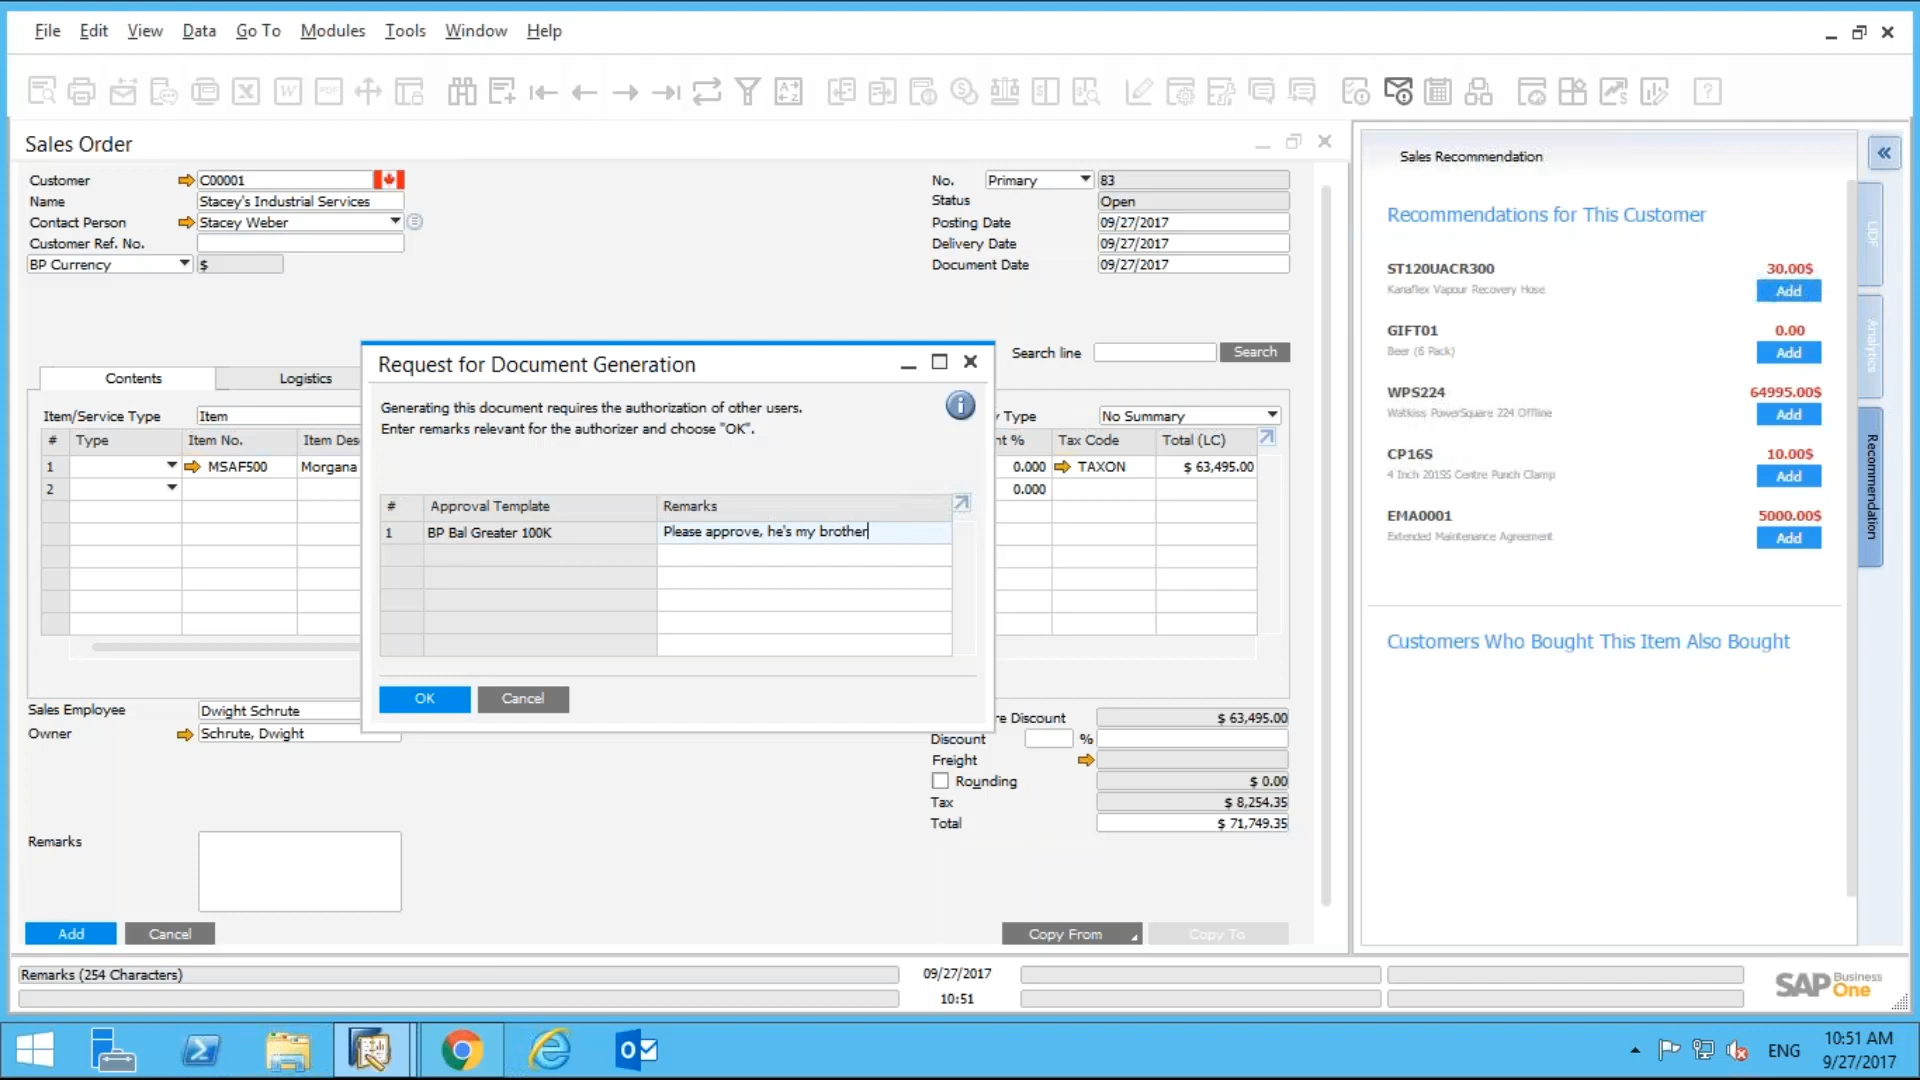 File Edit View Data Go To Modules Tools Window Help
Sales Order
Customer C00001
Name Stacey's Industrial Services
Contact Person Stacey Weber
Customer Ref. No.
BP Currency $
No. Primary 83
Status Open
Posting Date 09/27/2017
Delivery Date 09/27/2017
Document Date 09/27/2017
Search line Search
Contents Logistics
Item/Service Type Item
Type No Summary
# Type Item No. Item Des
nt % Tax Code Total (LC)
1 MSAF500 Morgana 0.000 TAXON $ 63,495.00
2 0.000
Request for Document Generation
Generating this document requires the authorization of other users.
Enter remarks relevant for the authorizer and choose "OK".
# Approval Template Remarks
1 BP Bal Greater 100K Please approve, he's my brother
OK Cancel
Sales Employee Dwight Schrute
Owner Schrute, Dwight
re Discount $ 63,495.00
Discount %
Freight
Rounding $ 0.00
Tax $ 8,254.35
Total $ 71,749.35
Remarks
Add Cancel
Copy From Copy To
Sales Recommendation
Recommendations for This Customer
ST120UACR300 30.00$
Kanaflex Vapour Recovery Hose Add
GIFT01 0.00
Beer (6 Pack) Add
WPS224 64995.00$
Watkiss PowerSquare 224 Offline Add
CP16S 10.00$
4 Inch 201SS Centre Punch Clamp Add
EMA0001 5000.00$
Extended Maintenance Agreement Add
Customers Who Bought This Item Also Bought
UDF
Analytics
Recommendation
Remarks (254 Characters) 09/27/2017
10:51
SAP Business One
ENG
10:51 AM
9/27/2017